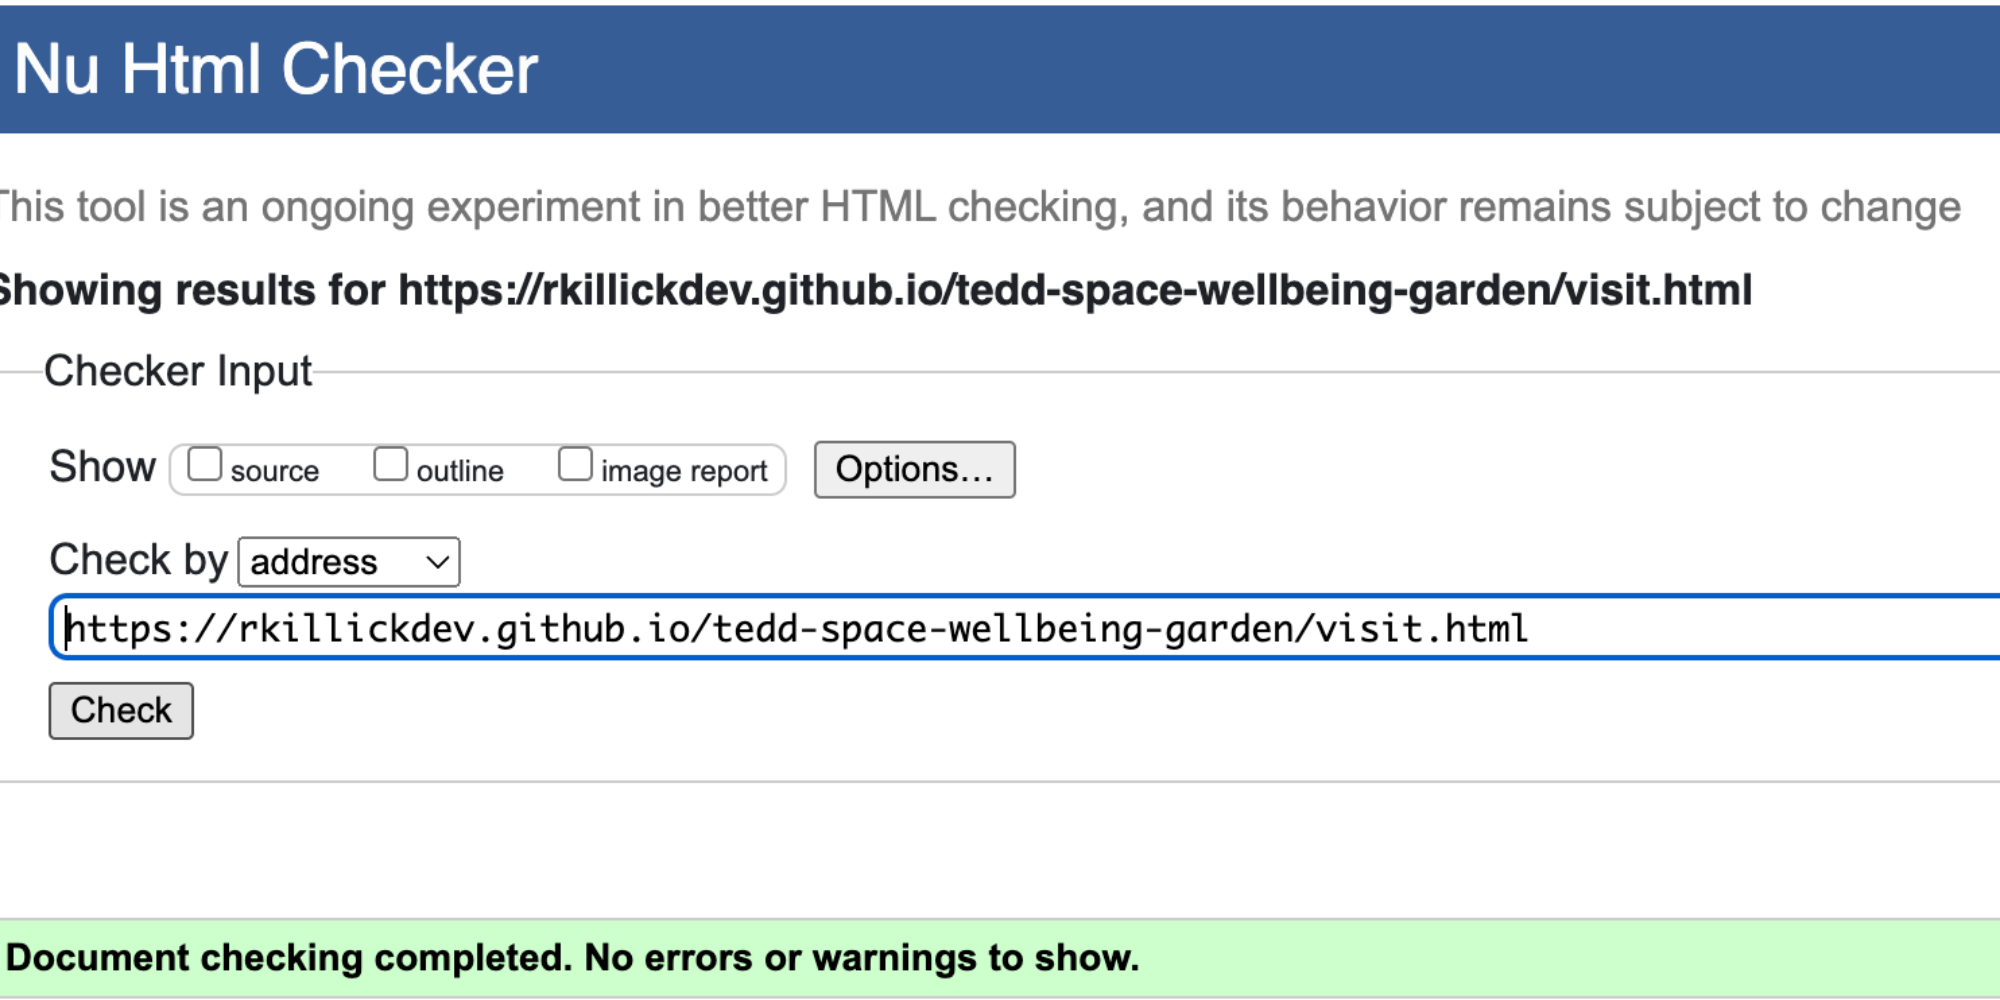 Nu Html Checker
This tool is an ongoing experiment in better HTML checking, and its behavior remains subject to change
Showing results for https://rkillickdev.github.io/tedd-space-wellbeing-garden/visit.html
Checker Input
Show source outline image report Options...
Check by address
https://rkillickdev.github.io/tedd-space-wellbeing-garden/visit.html
Check
Document checking completed. No errors or warnings to show.